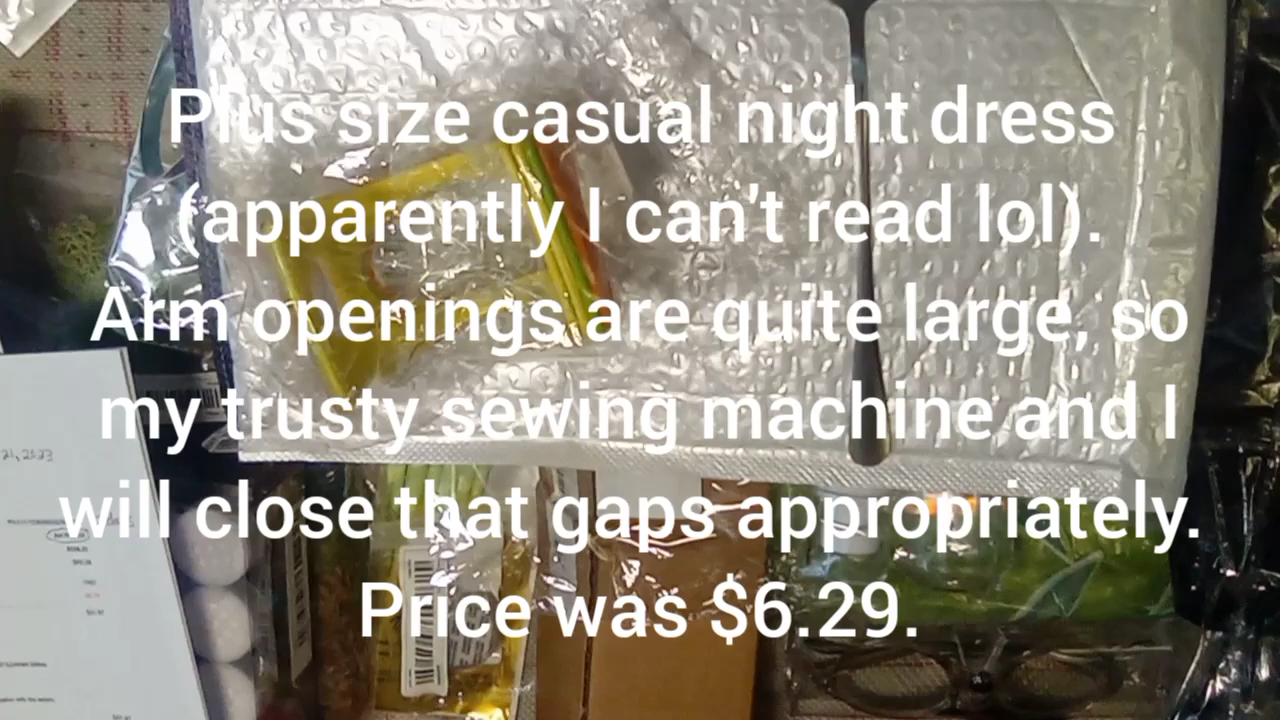 Plus size casual night dress
(apparently I can't read lol).
Arm openings are quite large, so
my trusty sewing machine and I
will close that gaps appropriately.
Price was $6.29.